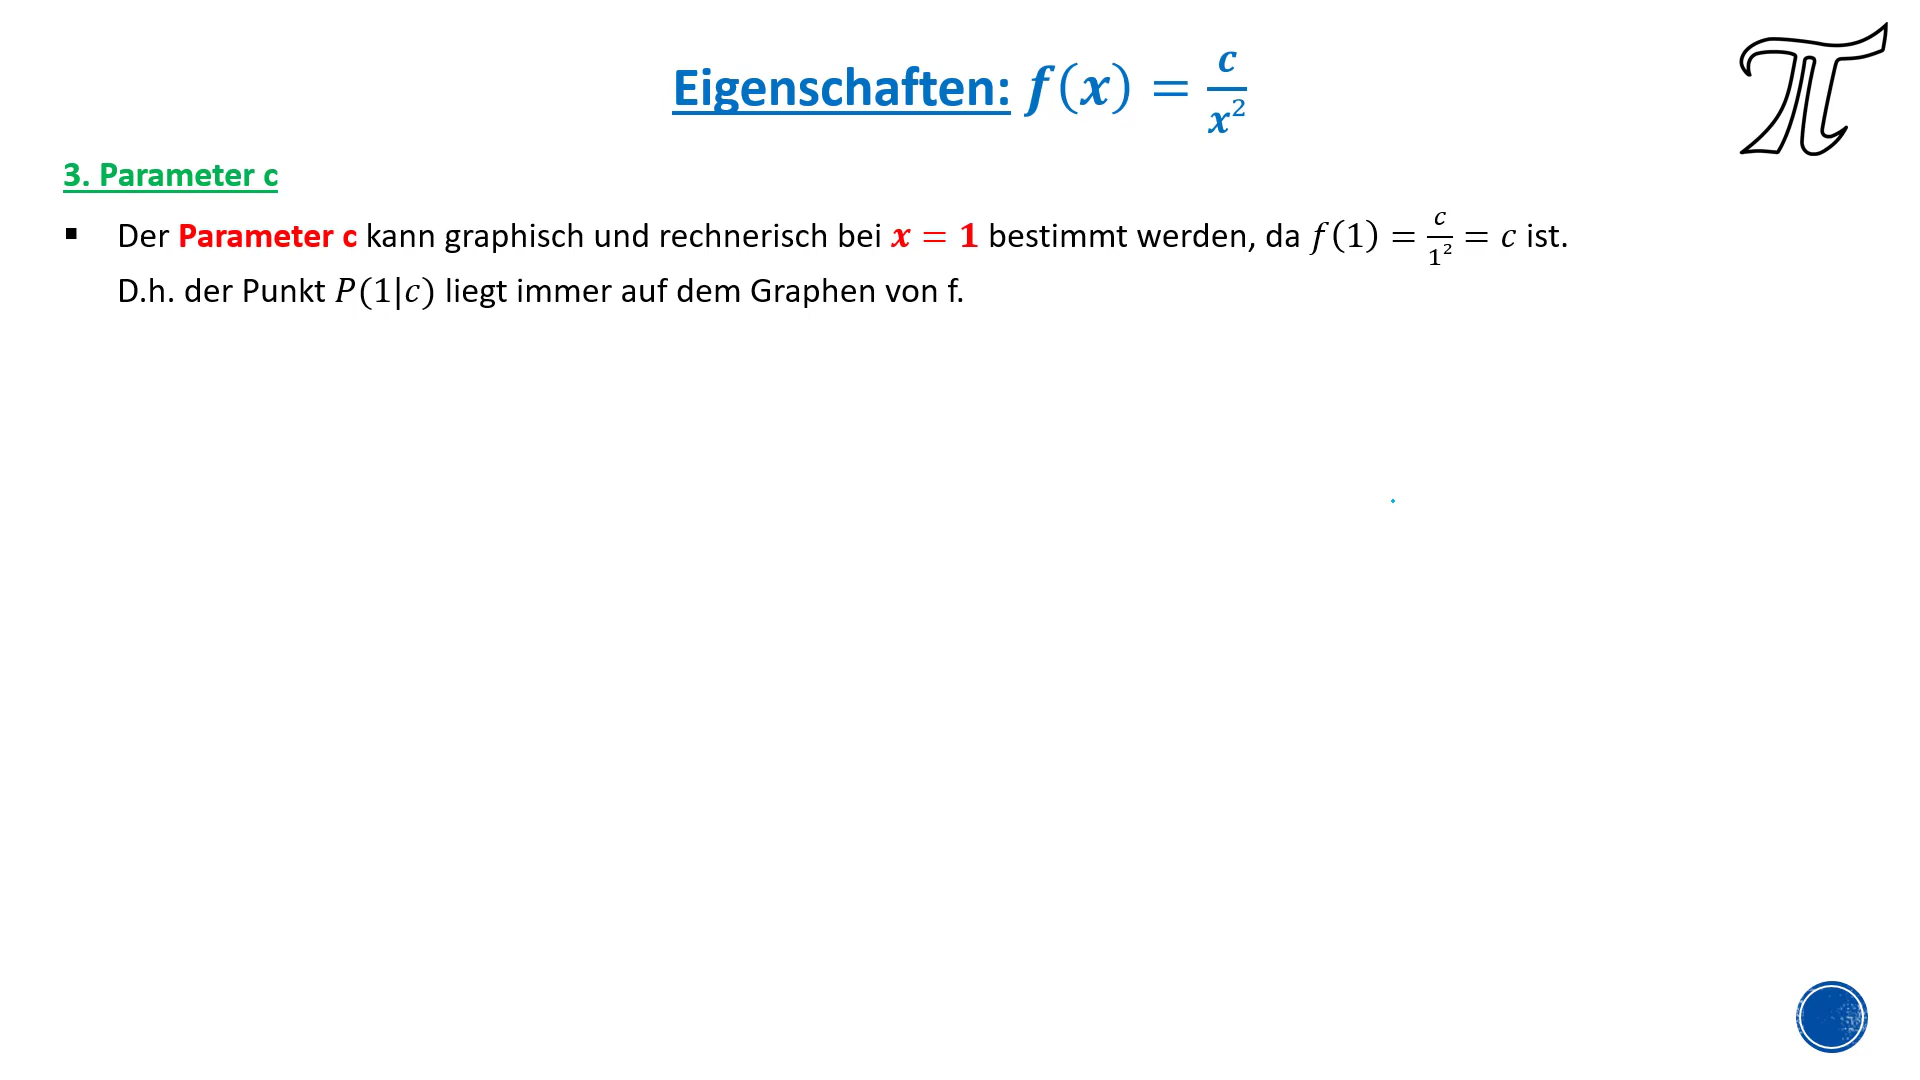 Eigenschaften: f(x) = c/x²
3. Parameter c
▪ Der Parameter c kann graphisch und rechnerisch bei x = 1 bestimmt werden, da f(1) = c/1² = c ist.
D.h. der Punkt P(1|c) liegt immer auf dem Graphen von f.